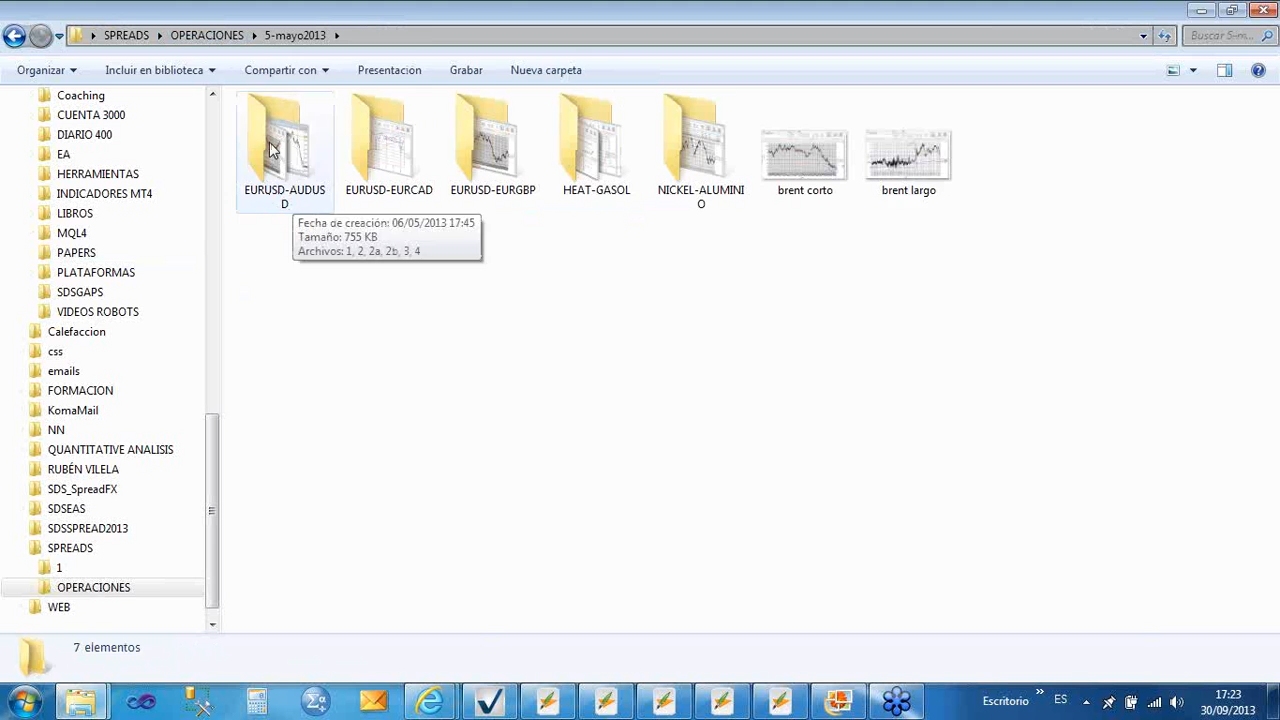 SPREADS
OPERACIONES
5-mayo2013
Buscar 5-m...
Organizar
Incluir en biblioteca
Compartir con
Presentación
Grabar
Nueva carpeta
Coaching
CUENTA 3000
DIARIO 400
EA
HERRAMIENTAS
INDICADORES MT4
LIBROS
MQL4
PAPERS
PLATAFORMAS
SDSGAPS
VIDEOS ROBOTS
Calefaccion
css
emails
FORMACION
KomaMail
NN
QUANTITATIVE ANALISIS
RUBÉN VILELA
SDS_SpreadFX
SDSEAS
SDSSPREAD2013
SPREADS
1
OPERACIONES
WEB
EURUSD-AUDUS
D
EURUSD-EURCAD
EURUSD-EURGBP
HEAT-GASOL
NICKEL-ALUMINI
O
brent corto
brent largo
Fecha de creación: 06/05/2013 17:45
Tamaño: 755 KB
Archivos: 1, 2, 2a, 2b, 3, 4
7 elementos
Escritorio
ES
17:23
30/09/2013